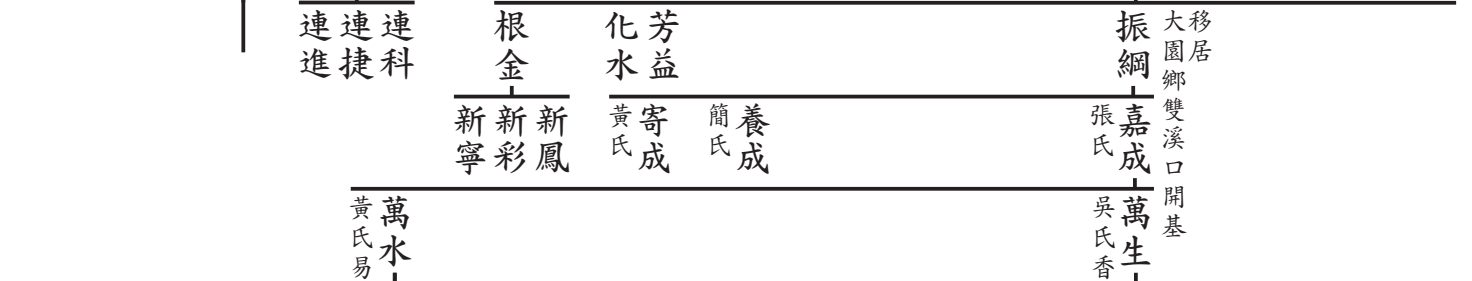 移居
大園鄉雙溪口開基
振綱
芳益
化水
根金
連科
連捷
連進
嘉成
張氏
養成
簡氏
寄成
黃氏
新鳳
新彩
新寧
萬生
吳氏香
萬水
黃氏易